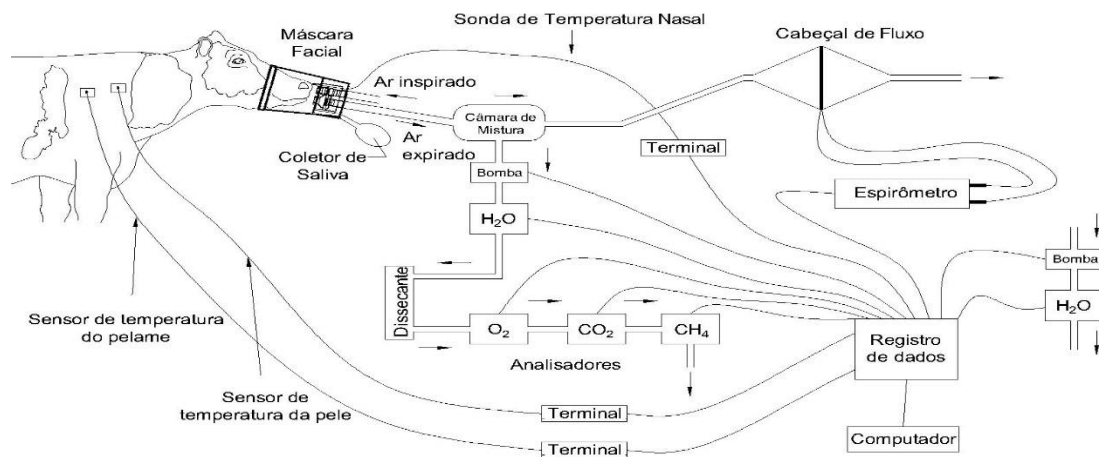 Sonda de Temperatura Nasal
Cabeçal de Fluxo
Máscara
Facial
Ar inspirado
Câmara de
Mistura
Ar
expirado
Coletor de
Saliva
Terminal
Bomba
Espirômetro
H2O
Bomba
H2O
Dissecante
Sensor de temperatura
do pelame
O2
CO2
CH4
Analisadores
Registro
de dados
Sensor de
temperatura da pele
Terminal
Terminal
Computador